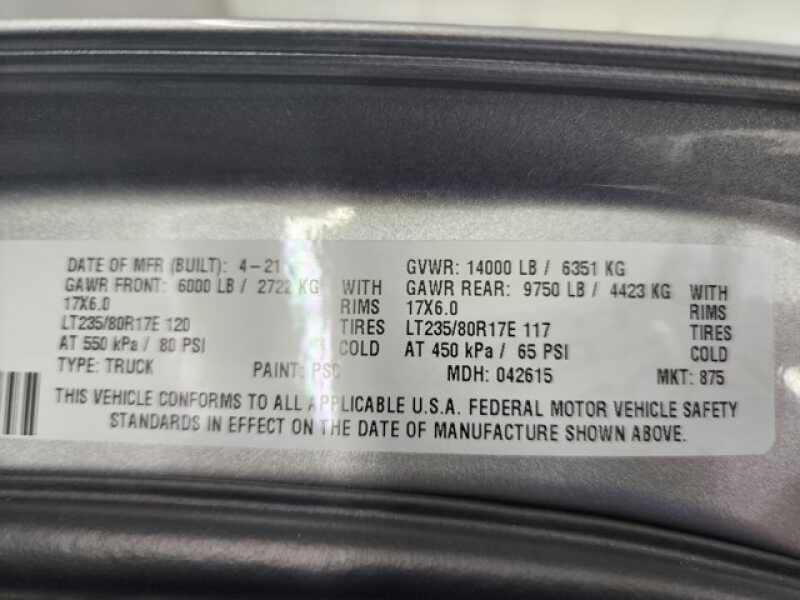 DATE OF MFR (BUILT): 4-21 GVWR: 14000 LB / 6351 KG
GAWR FRONT: 6000 LB / 2722 KG WITH GAWR REAR: 9750 LB / 4423 KG WITH
17X6.0 RIMS 17X6.0 RIMS
LT235/80R17E 120 TIRES LT235/80R17E 117 TIRES
AT 550 kPa / 80 PSI COLD AT 450 kPa / 65 PSI COLD
TYPE: TRUCK PAINT: PSC MDH: 042615 MKT: 875
THIS VEHICLE CONFORMS TO ALL APPLICABLE U.S.A. FEDERAL MOTOR VEHICLE SAFETY
STANDARDS IN EFFECT ON THE DATE OF MANUFACTURE SHOWN ABOVE.